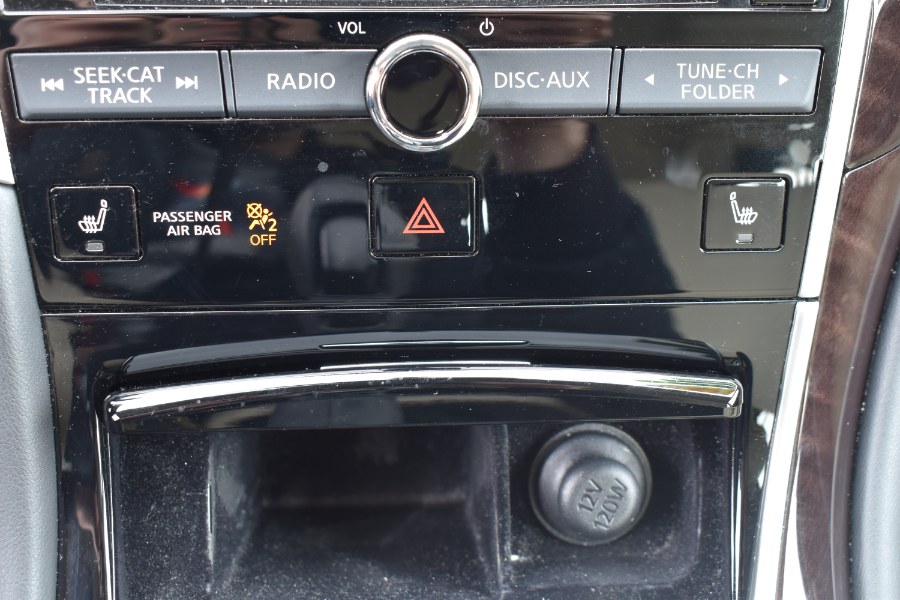 VOL
SEEK·CAT
TRACK
RADIO
DISC·AUX
TUNE·CH
FOLDER
PASSENGER
AIR BAG
2
OFF
12V
120W